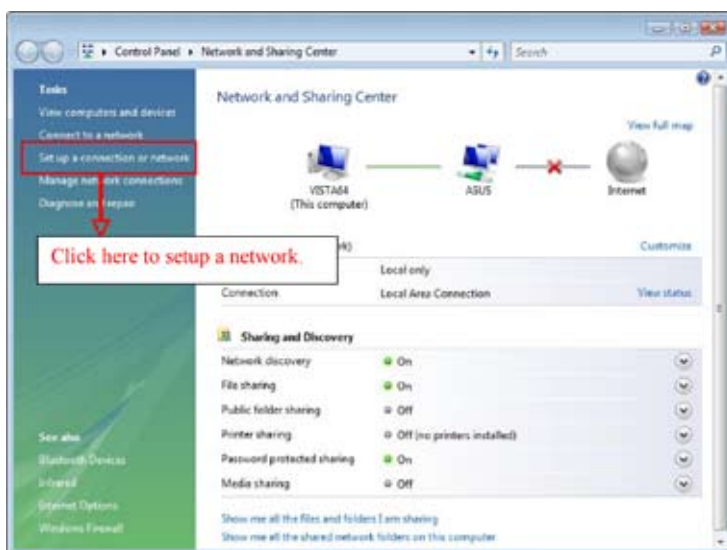 Control Panel ▸ Network and Sharing Center
Search
Tasks
View computers and devices
Connect to a network
Set up a connection or network
Manage network connections
Diagnose and repair
Click here to setup a network.
See also
Bluetooth Devices
Infrared
Internet Options
Windows Firewall
Network and Sharing Center
View full map
VISTA64
(This computer)
ASUS
Internet
Customize
Local only
Connection
Local Area Connection
View status
Sharing and Discovery
Network discovery
On
File sharing
On
Public folder sharing
Off
Printer sharing
Off (no printers installed)
Password protected sharing
On
Media sharing
Off
Show me all the files and folders I am sharing
Show me all the shared network folders on this computer